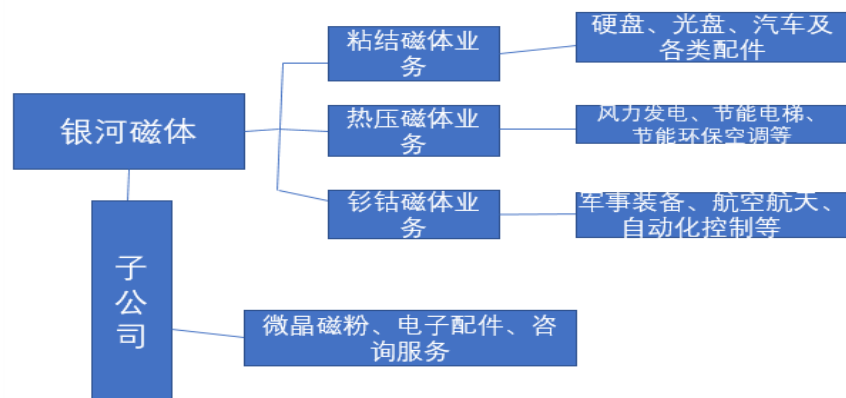 粘结磁体业
务
硬盘、光盘、汽车及
各类配件
银河磁体
热压磁体业
务
风力发电、节能电梯、
节能环保空调等
钐钴磁体业
务
军事装备、航空航天、
自动化控制等
子
公
司
微晶磁粉、电子配件、咨
询服务